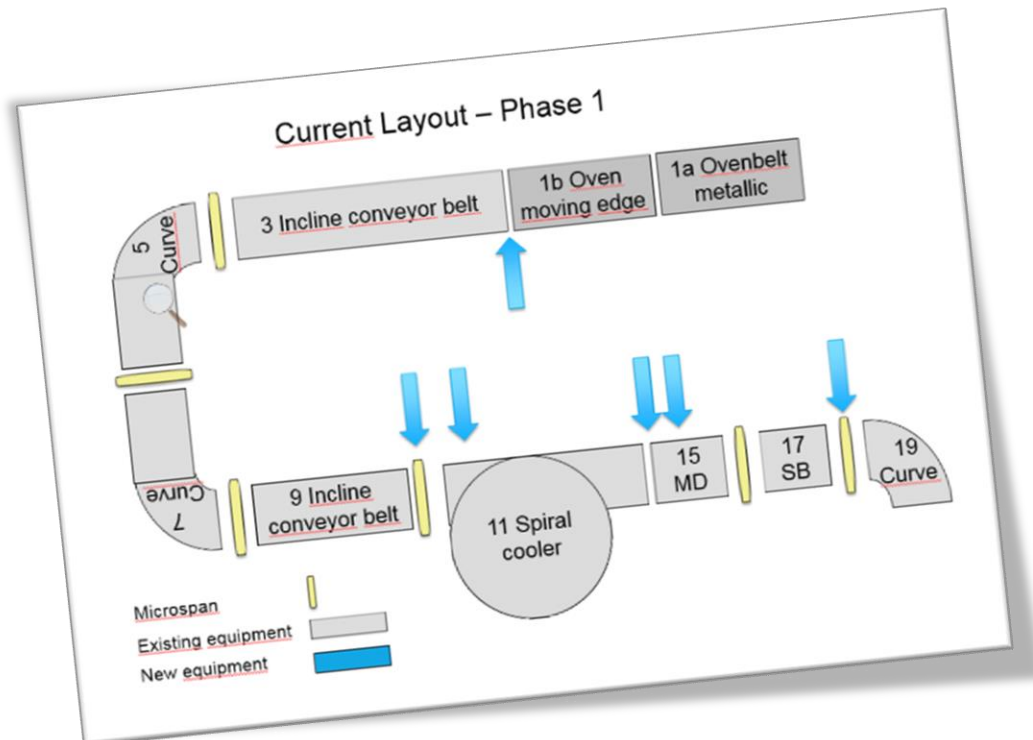 Current Layout – Phase 1
1a Ovenbelt
metallic
1b Oven
moving edge
3 Incline conveyor belt
5
Curve
7
Curve
9 Incline
conveyor belt
11 Spiral
cooler
15
MD
17
SB
19
Curve
Microspan
Existing equipment
New equipment